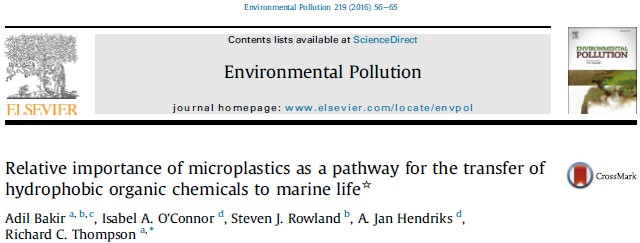 Environmental Pollution 219 (2016) 56–65
Contents lists available at ScienceDirect
Environmental Pollution
journal homepage: www.elsevier.com/locate/envpol
ELSEVIER
ENVIRONMENTAL
POLLUTION
Relative importance of microplastics as a pathway for the transfer of
hydrophobic organic chemicals to marine life☆
CrossMark
Adil Bakir a, b, c, Isabel A. O'Connor d, Steven J. Rowland b, A. Jan Hendriks d,
Richard C. Thompson a, *